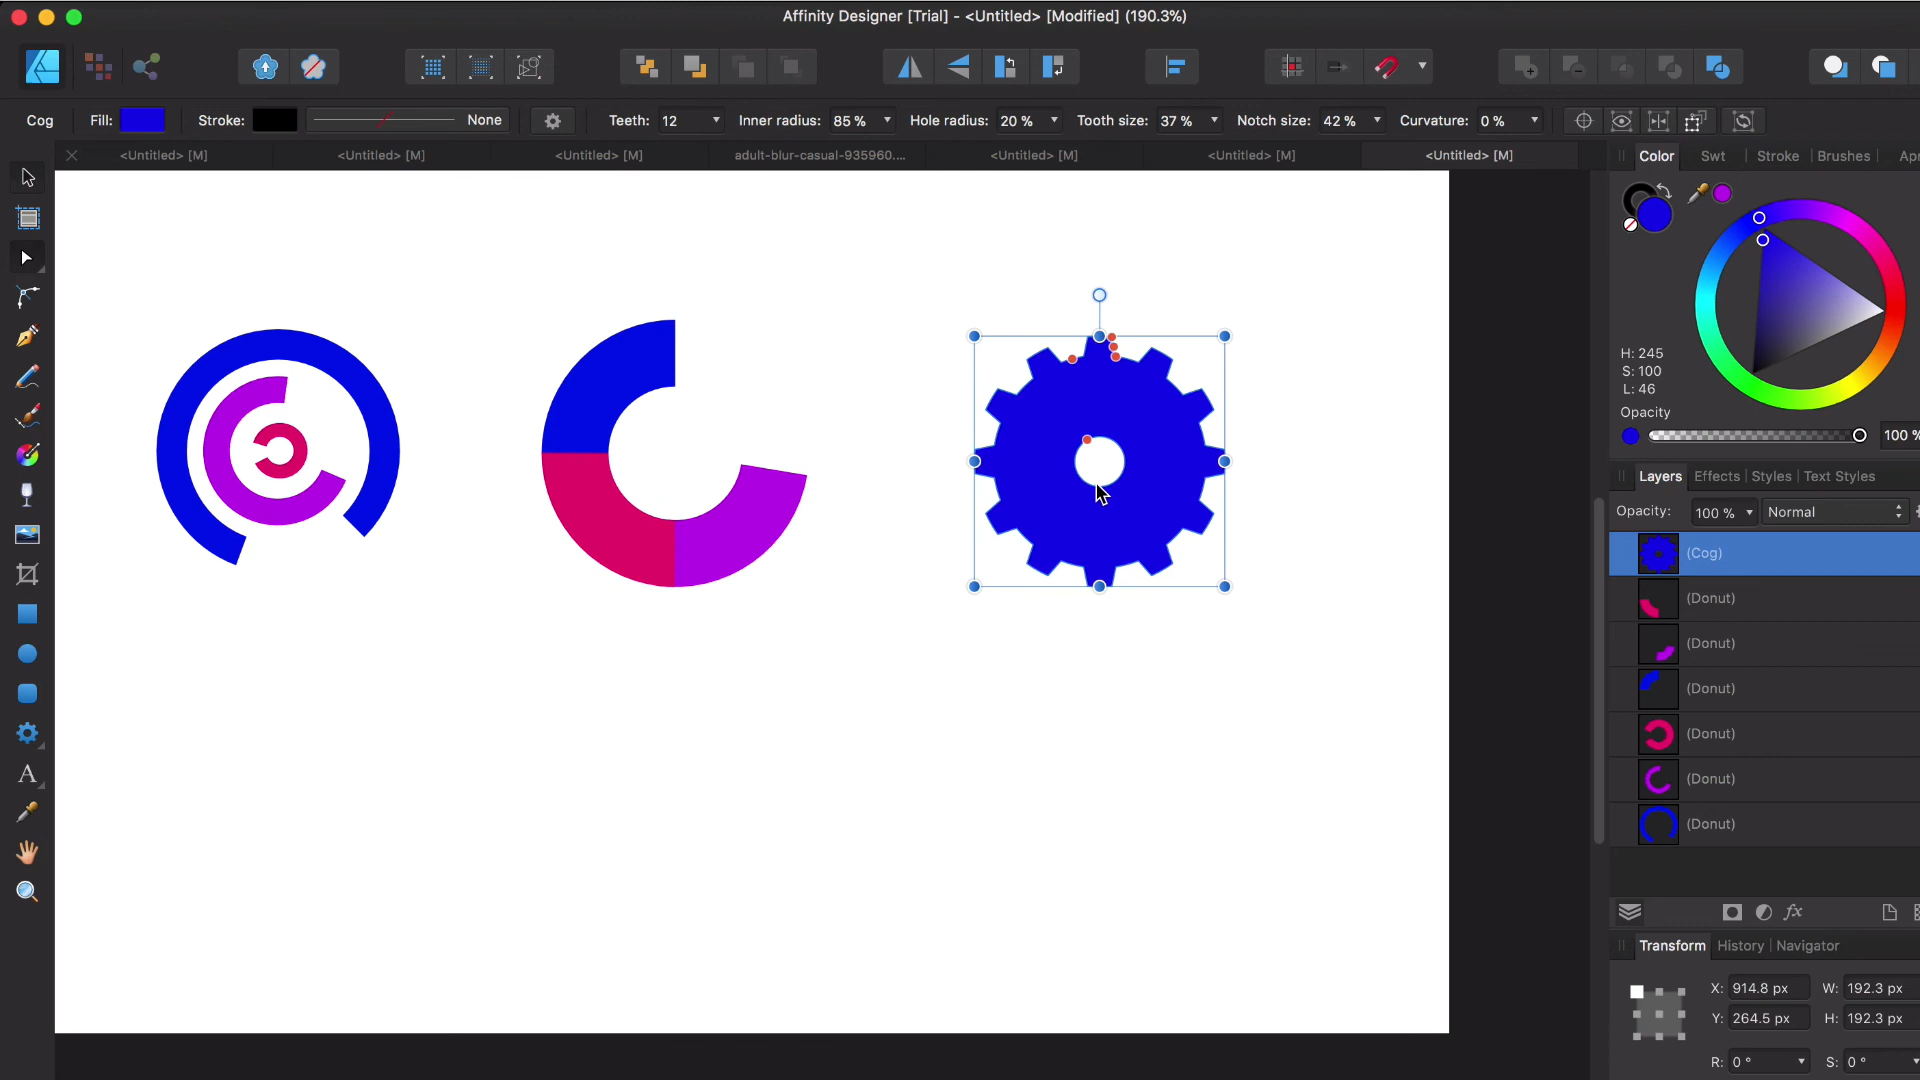 Affinity Designer [Trial] - <Untitled> [Modified] (190.3%)
Cog Fill: Stroke: None Teeth: 12 Inner radius: 85 % Hole radius: 20 % Tooth size: 37 % Notch size: 42 % Curvature: 0 %
<Untitled> [M] <Untitled> [M] <Untitled> [M] adult-blur-casual-935960.... <Untitled> [M] <Untitled> [M] <Untitled> [M]
Color Swt Stroke Brushes Apr
H: 245
S: 100
L: 46
Opacity
100 %
Layers Effects Styles Text Styles
Opacity: 100 % Normal
(Cog)
(Donut)
(Donut)
(Donut)
(Donut)
(Donut)
(Donut)
A
fx
Transform History Navigator
X: 914.8 px W: 192.3 px
Y: 264.5 px H: 192.3 px
R: 0 ° S: 0 °